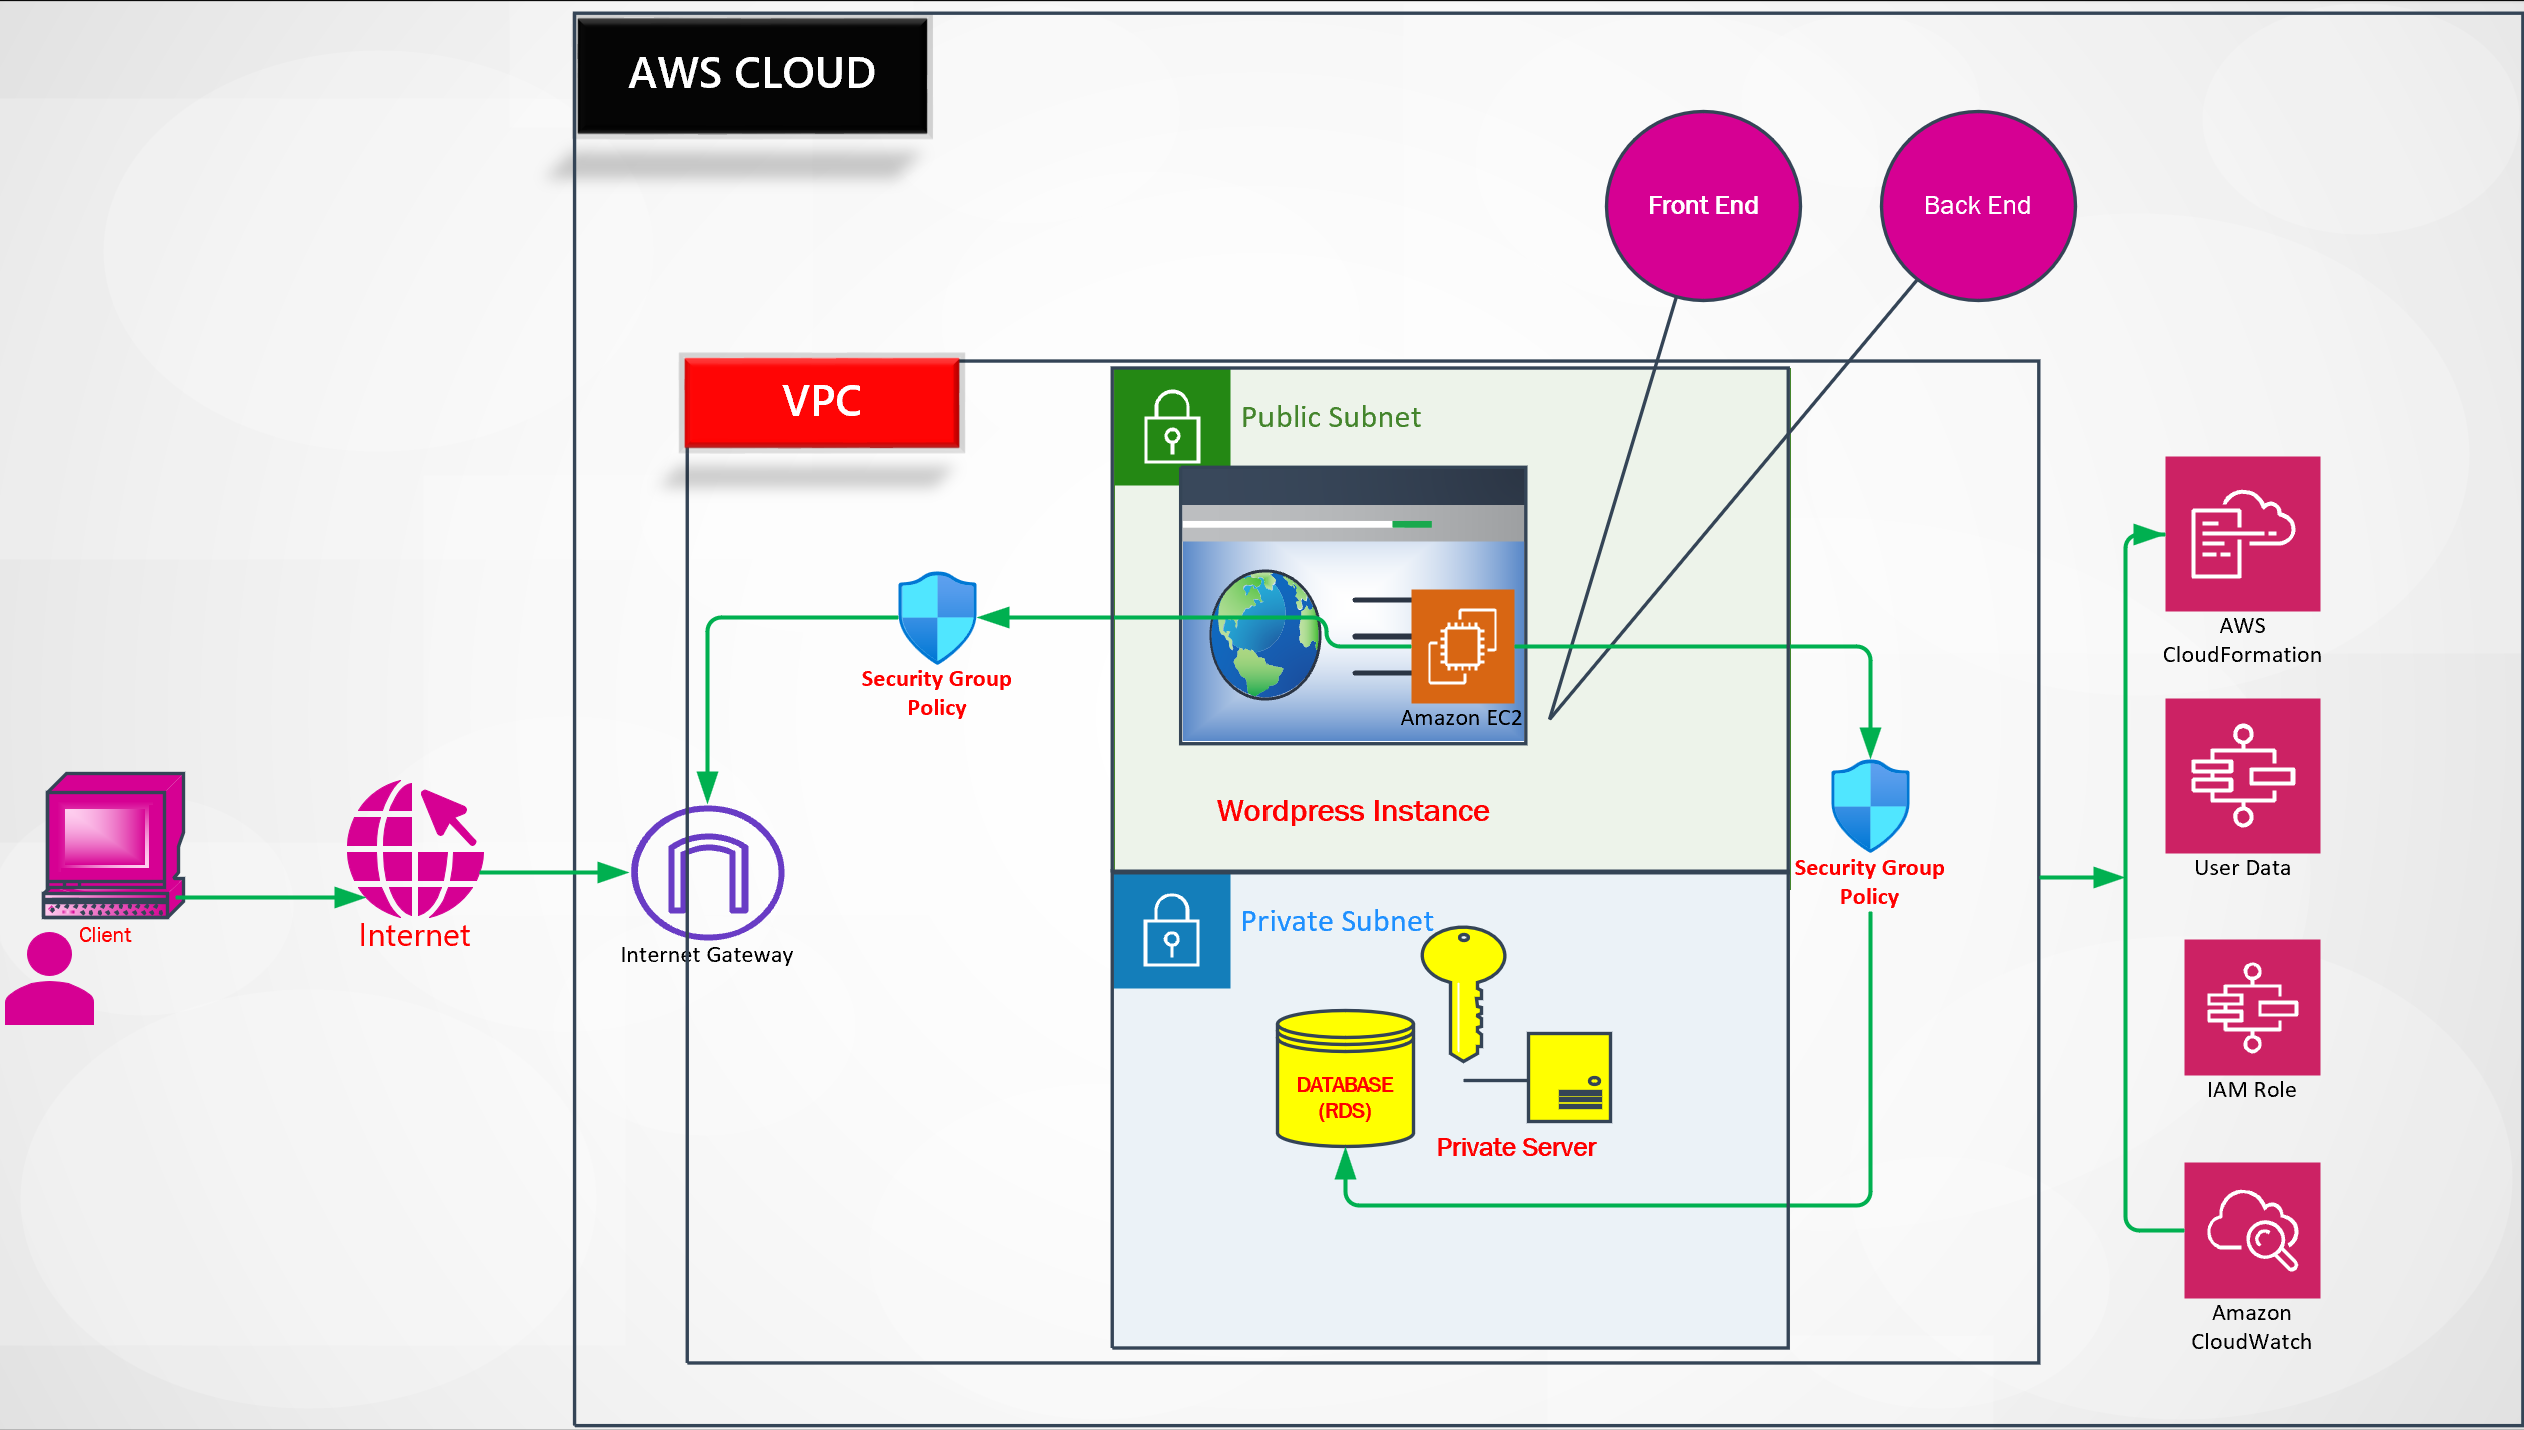 AWS CLOUD
Front End
Back End
VPC
Public Subnet
Security Group
Policy
Amazon EC2
Wordpress Instance
AWS
CloudFormation
User Data
Security Group
Policy
Client
Internet
Internet Gateway
Private Subnet
DATABASE
(RDS)
Private Server
IAM Role
Amazon
CloudWatch